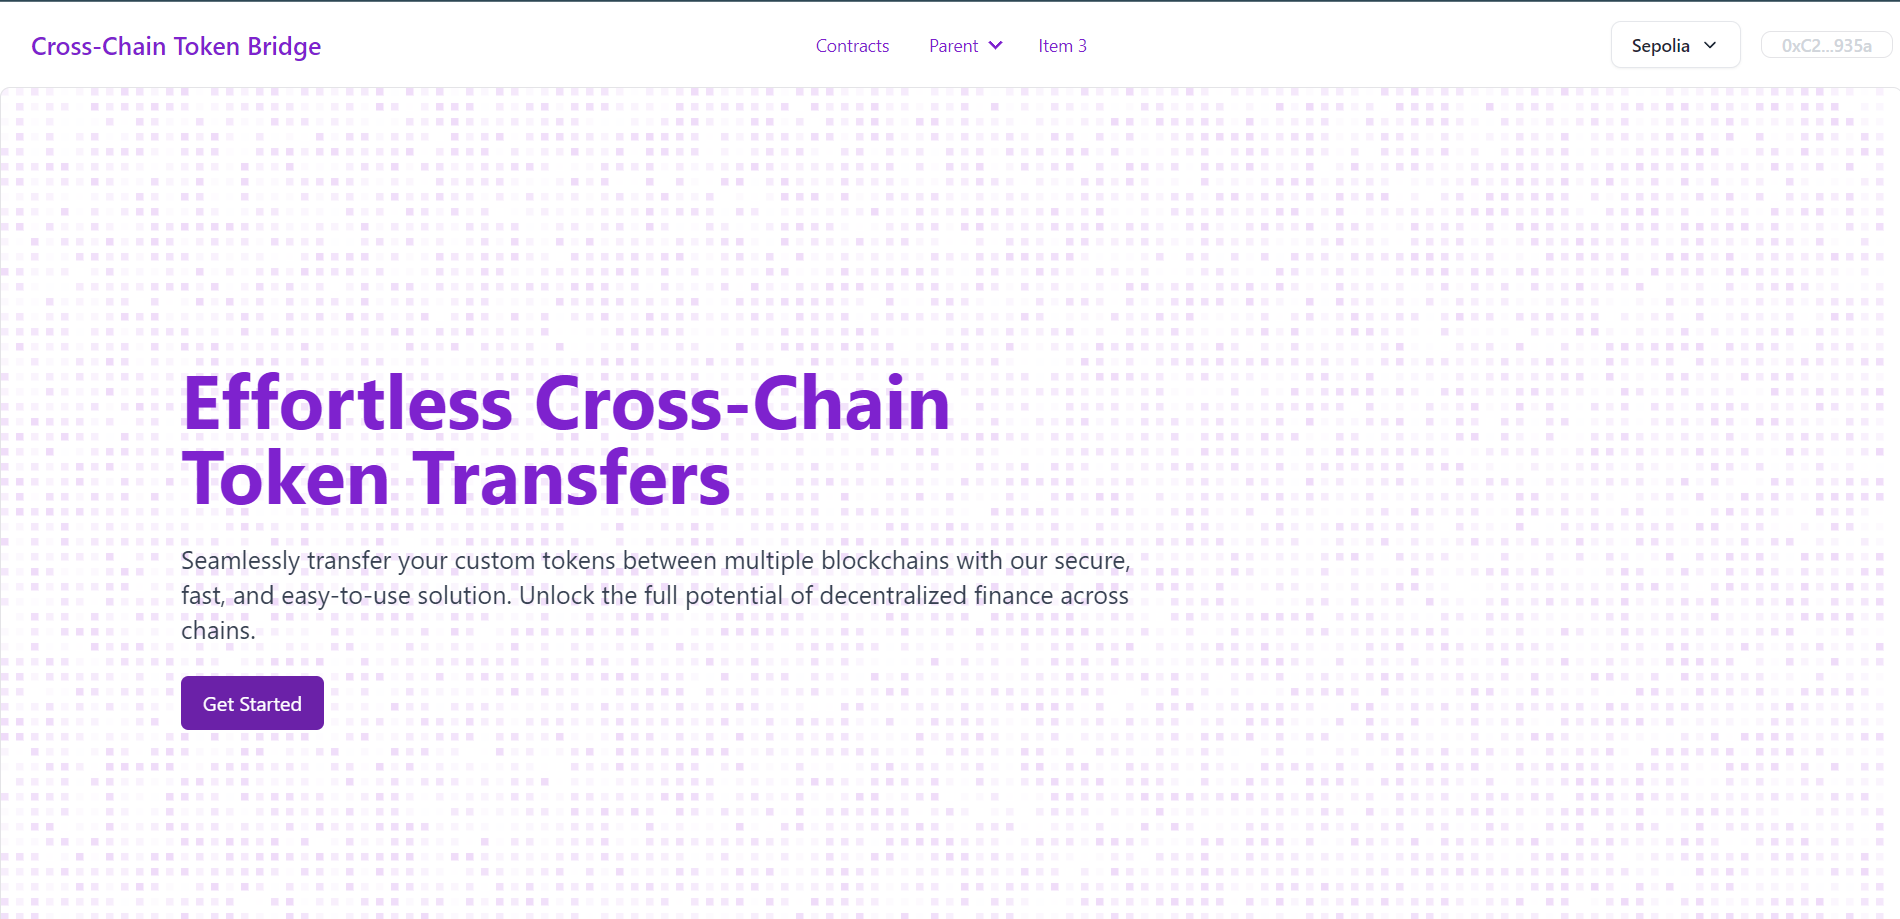 Cross-Chain Token Bridge
Contracts
Parent
Item 3
Sepolia
0xC2...935a
Effortless Cross-Chain
Token Transfers
Seamlessly transfer your custom tokens between multiple blockchains with our secure,
fast, and easy-to-use solution. Unlock the full potential of decentralized finance across
chains.
Get Started